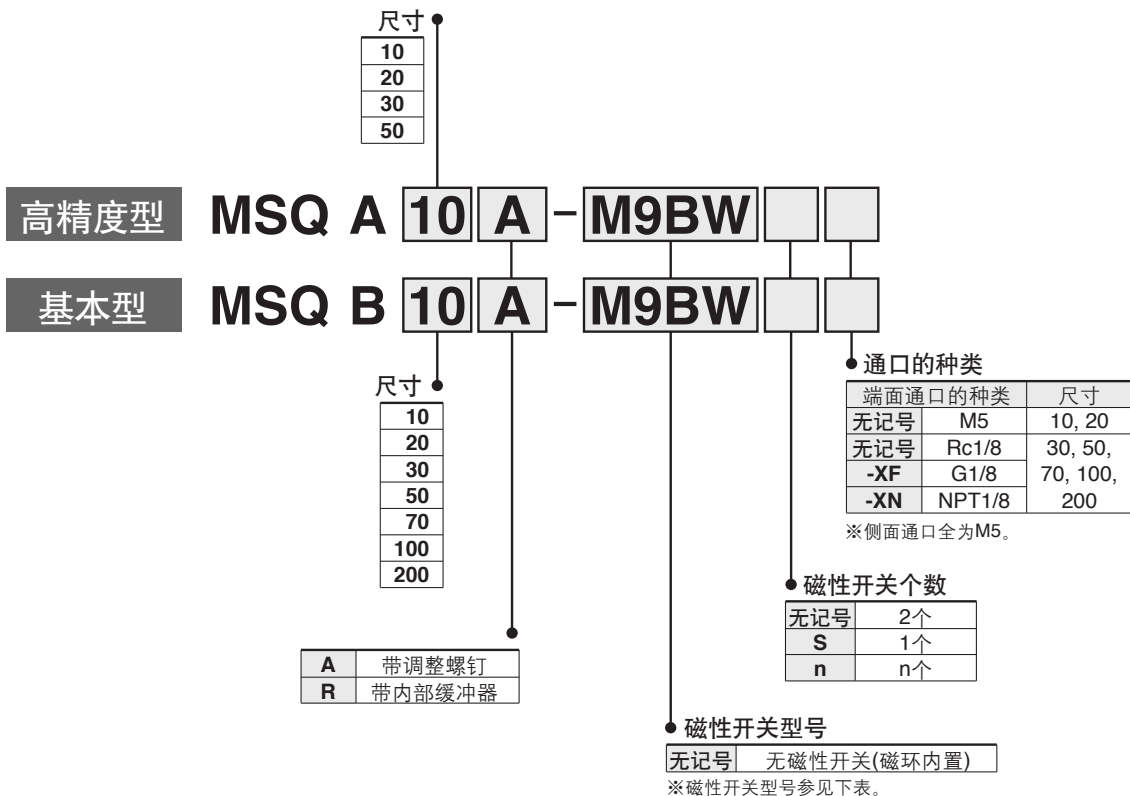 尺寸
10
20
30
50
高精度型 MSQ A 10 A - M9BW
基本型 MSQ B 10 A - M9BW
尺寸
10
20
30
50
70
100
200
通口的种类
端面通口的种类 尺寸
无记号 M5 10, 20
无记号 Rc1/8 30, 50,
-XF G1/8 70, 100,
-XN NPT1/8 200
※侧面通口全为M5。
磁性开关个数
无记号 2个
S 1个
n n个
A 带调整螺钉
R 带内部缓冲器
磁性开关型号
无记号 无磁性开关(磁环内置)
※磁性开关型号参见下表。